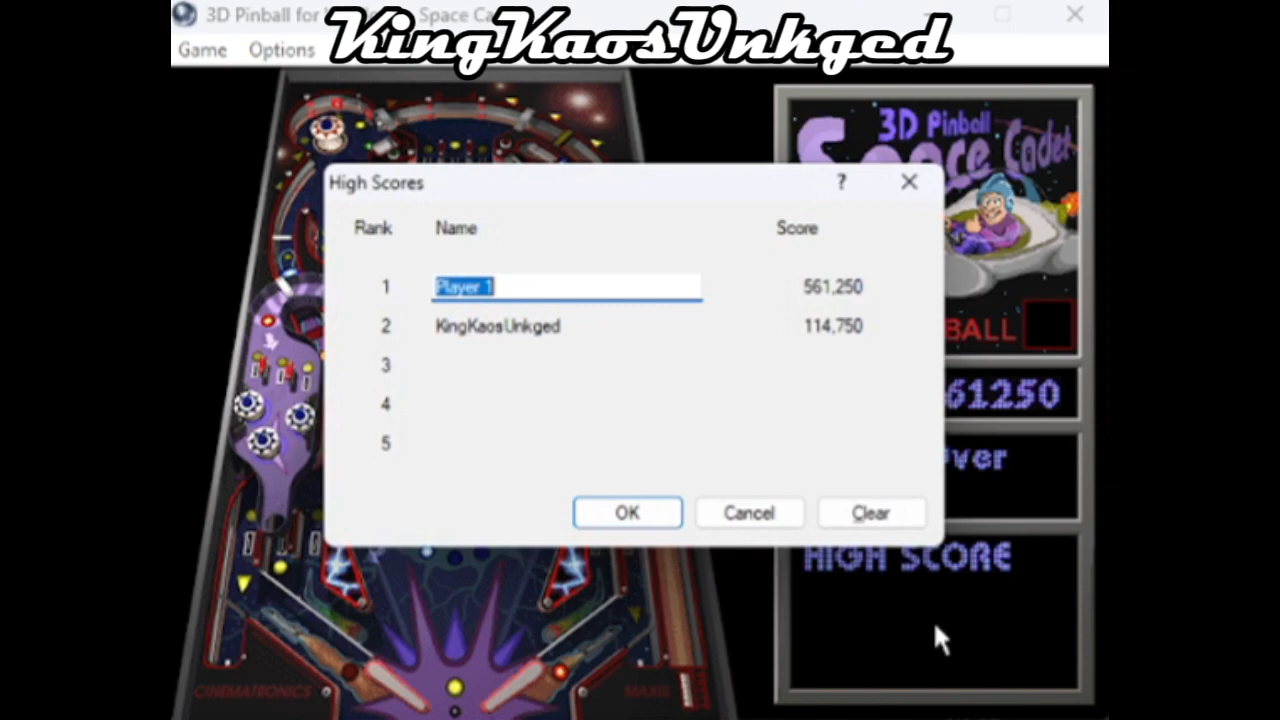 3D Pinball for
Space Ca
KingKaosUnkged
Game Options
3D Pinball
Space Cadet
High Scores ?
Rank Name Score
1 Player 1 561,250
2 KingKaosUnkged 114,750
3
4
5
OK Cancel Clear
BALL
61250
HIGH SCORE
CINEMATRONICS
MAXIS